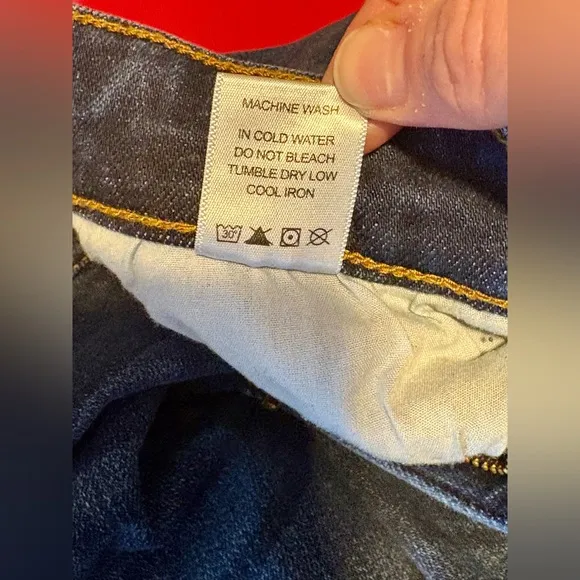 MACHINE WASH
IN COLD WATER
DO NOT BLEACH
TUMBLE DRY LOW
COOL IRON
30°